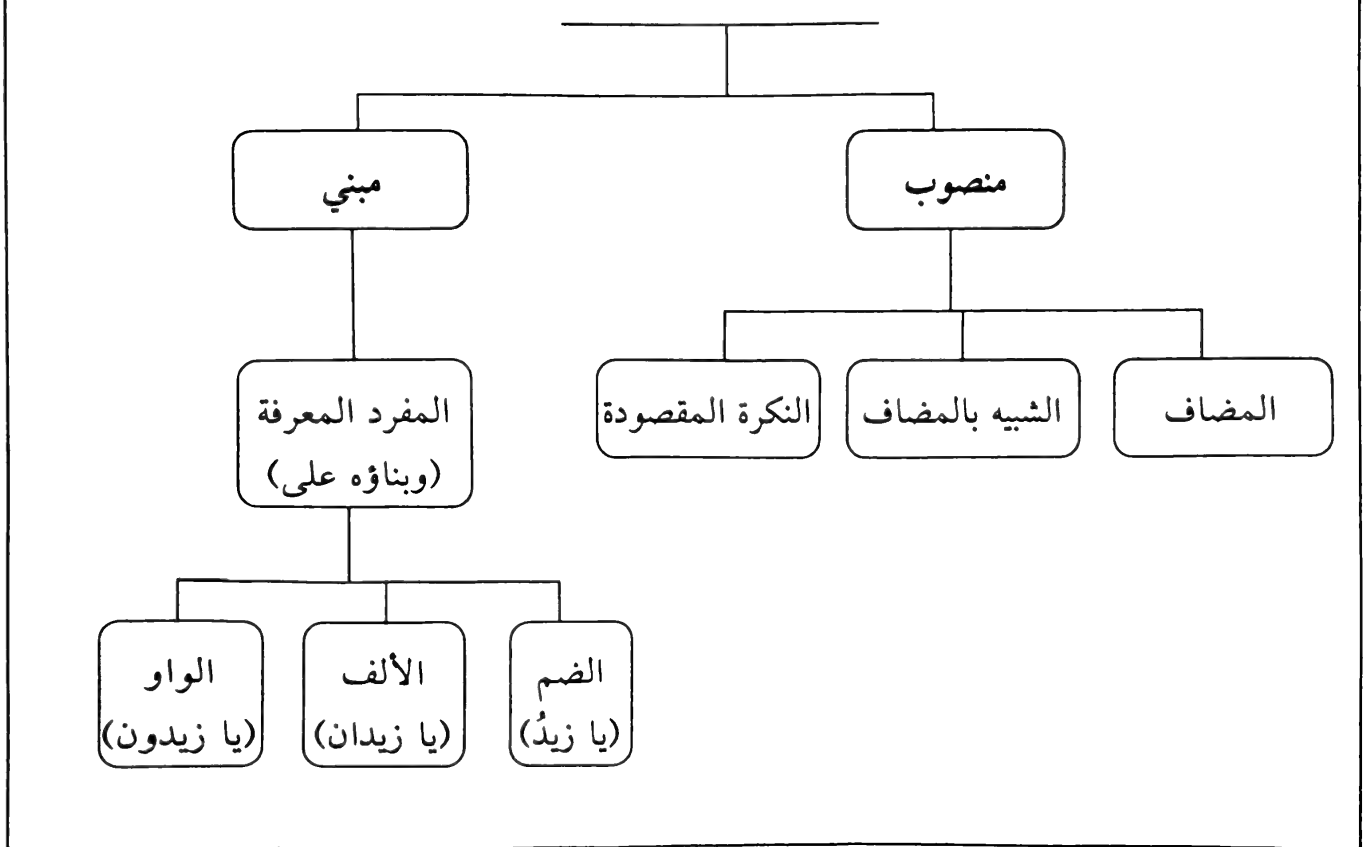 منصوب
مبني
المضاف
الشبيه بالمضاف
النكرة المقصودة
المفرد المعرفة
(وبناؤه على)
الضم
(يا زيدُ)
الألف
(يا زيدان)
الواو
(يا زيدون)